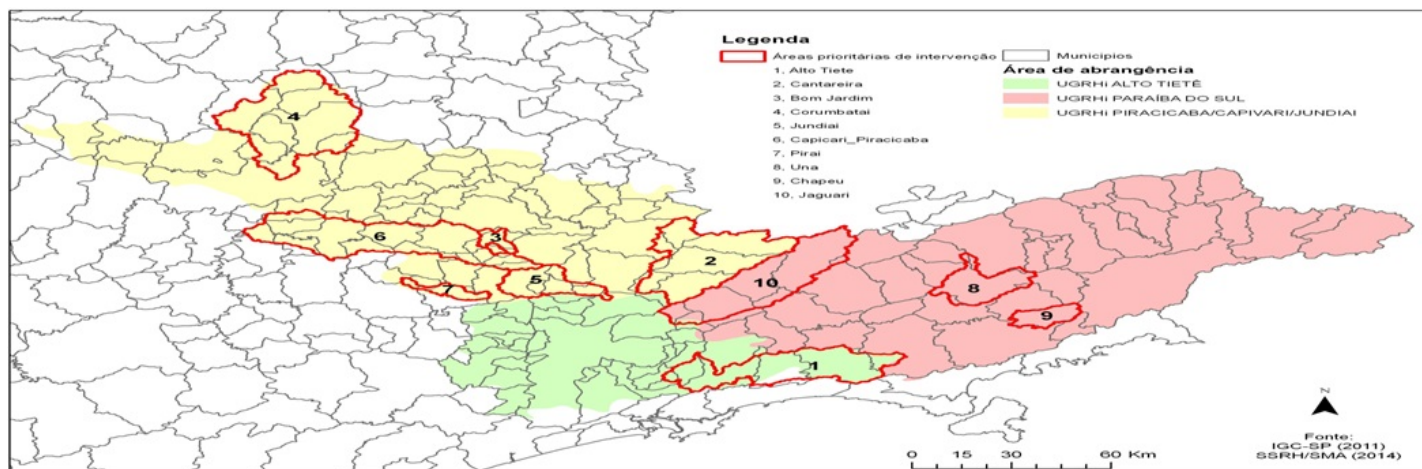 Legenda
Áreas prioritárias de intervenção
1, Alto Tiete
2, Cantareira
3, Bom Jardim
4, Corumbatai
5, Jundiai
6, Capicari_Piracicaba
7, Pirai
8, Una
9, Chapeu
10, Jaguari
Municípios
Área de abrangência
UGRHi ALTO TIETÊ
UGRHi PARAÍBA DO SUL
UGRHi PIRACICABA/CAPIVARI/JUNDIAI
4
6
3
2
5
7
10
8
9
1
N
Fonte:
IGC-SP (2011)
SSRH/SMA (2014)
0 15 30 60 Km